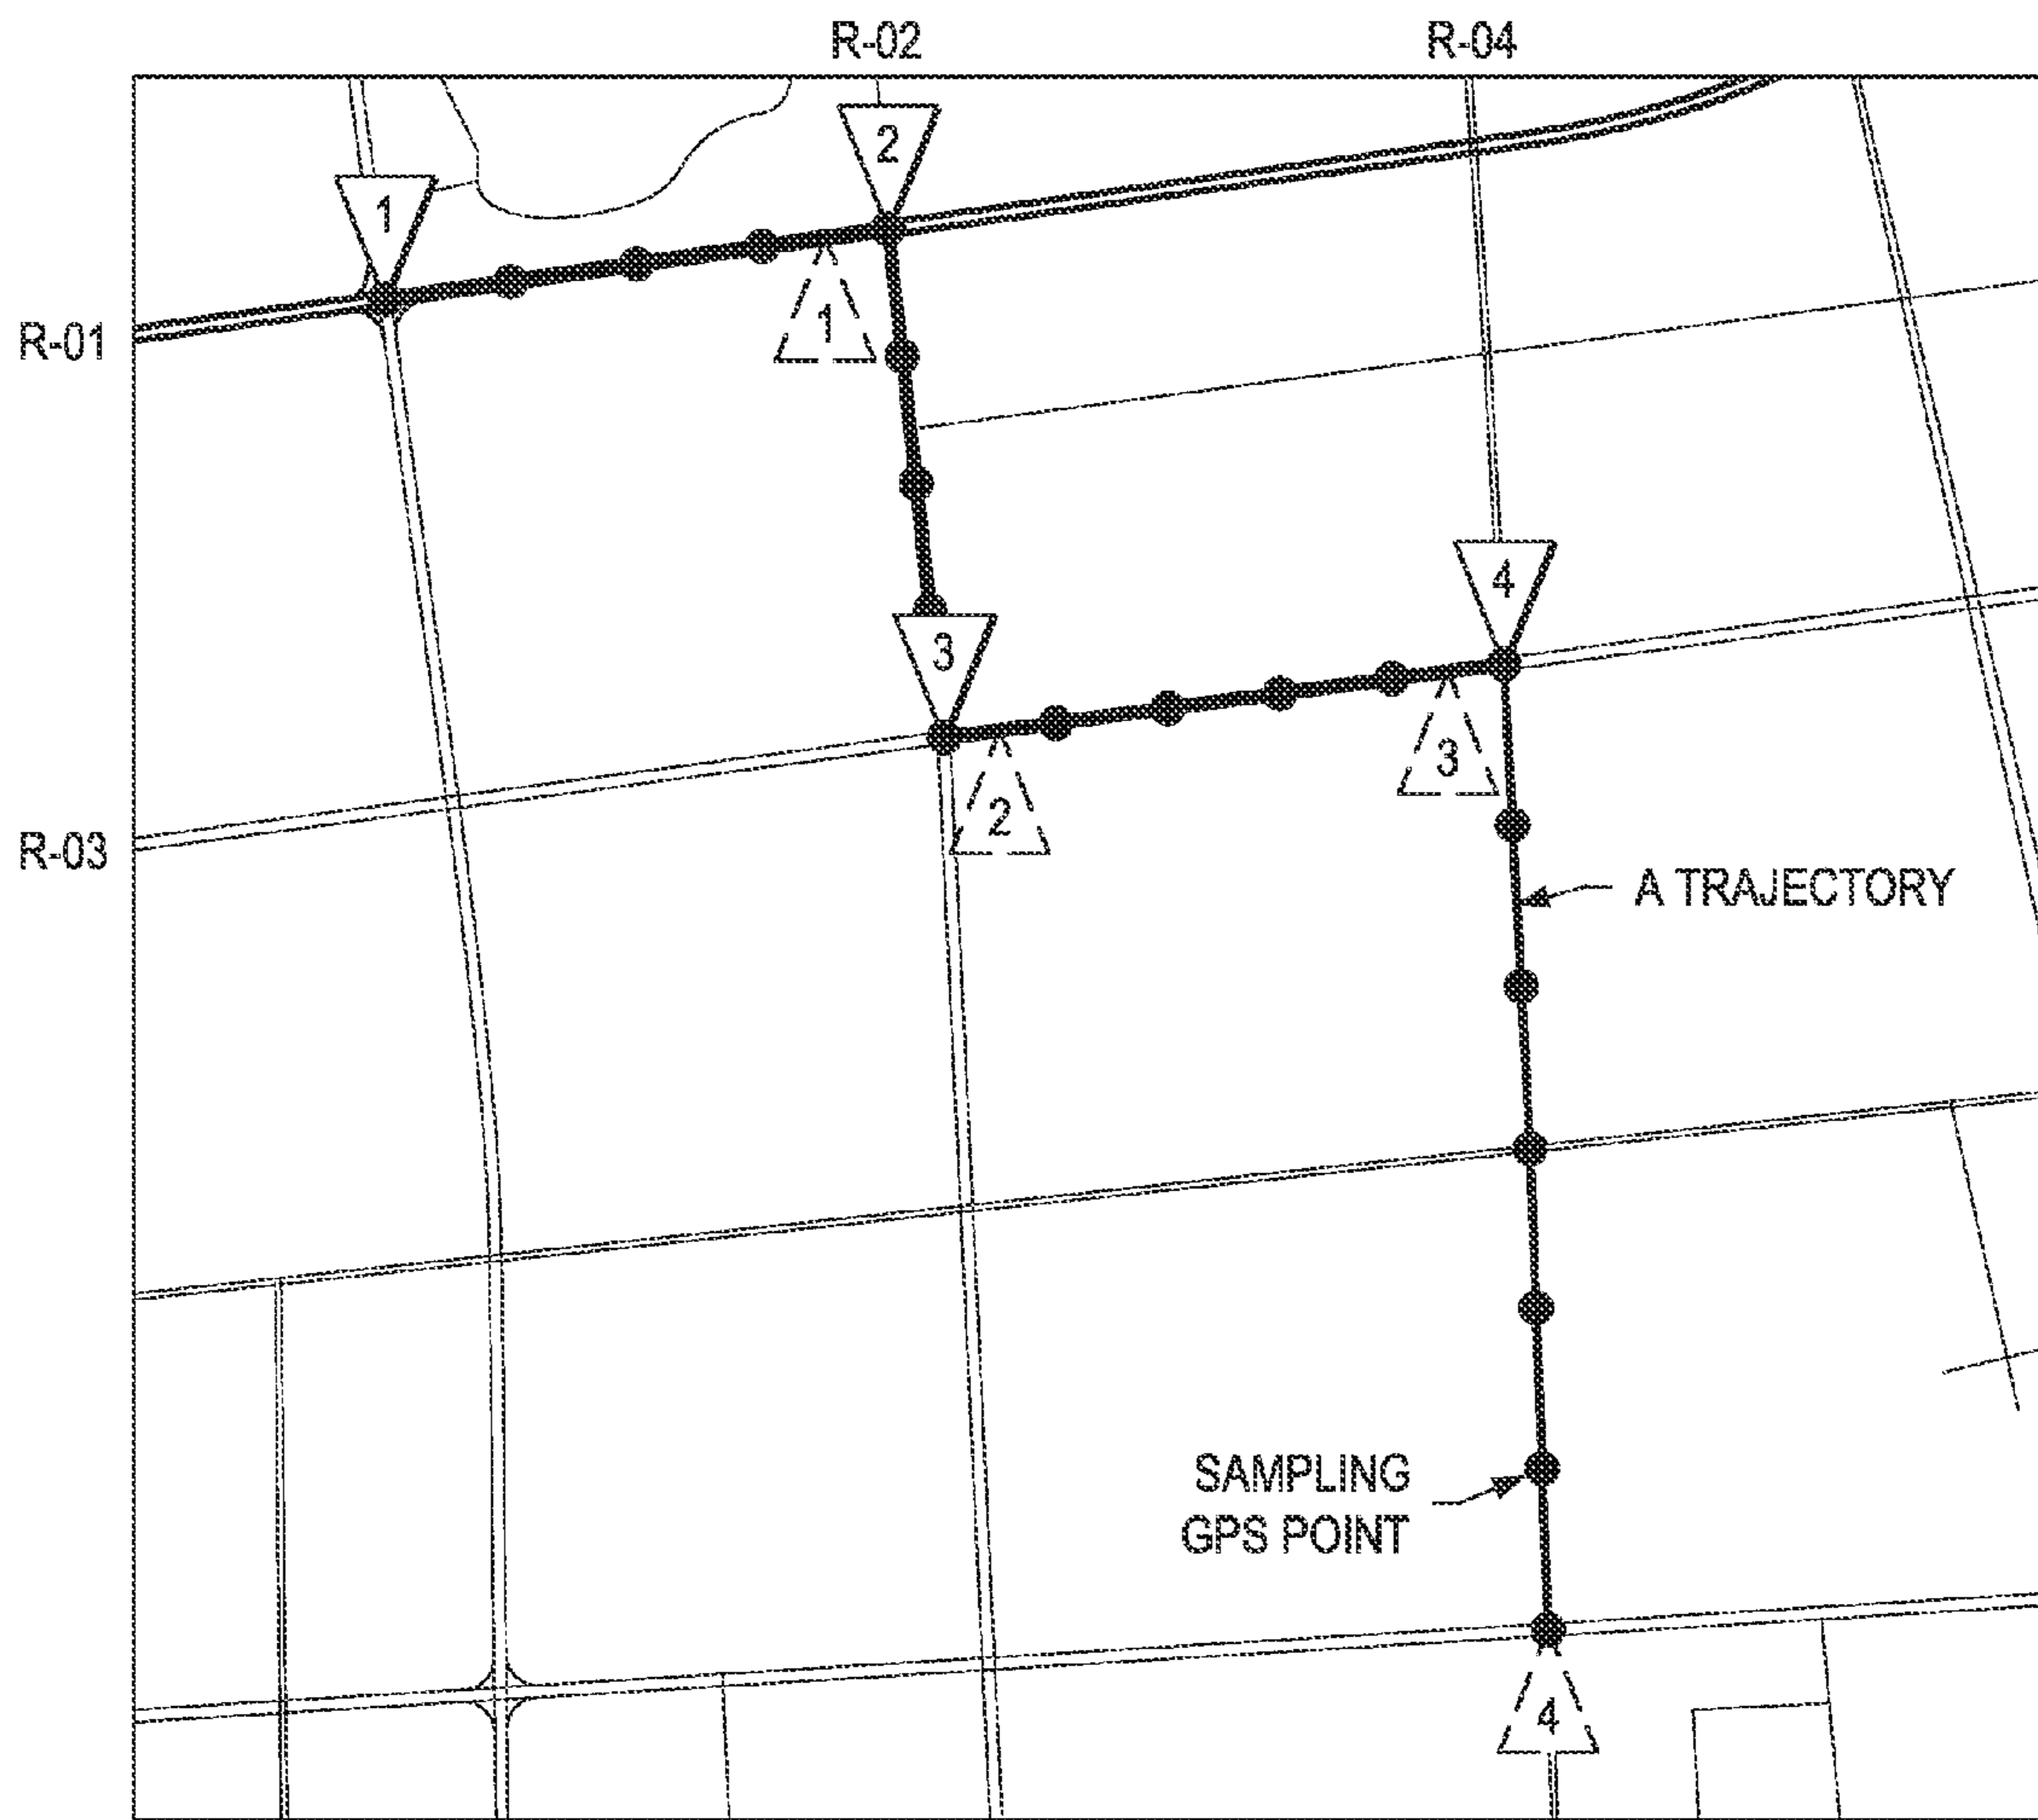 R-02
R-04
2
1
1
R-01
4
3
3
2
R-03
A TRAJECTORY
SAMPLING
GPS POINT
4